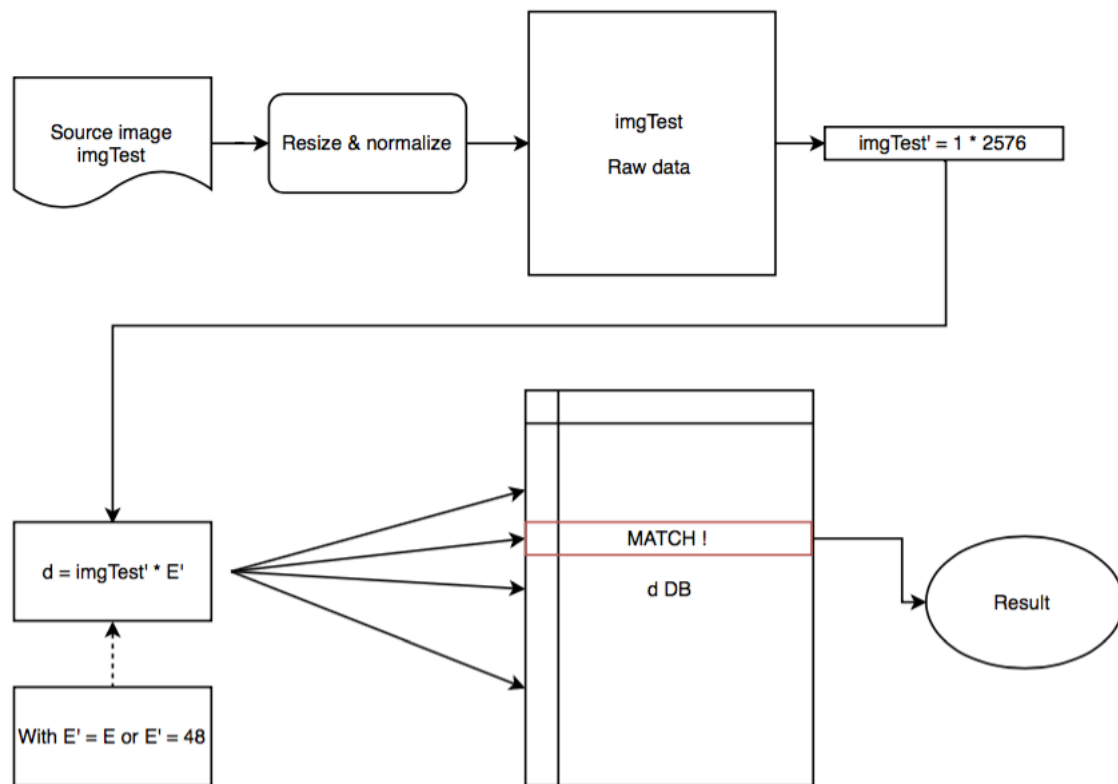 Source image
imgTest
Resize & normalize
imgTest
Raw data
imgTest' = 1 * 2576
d = imgTest' * E'
With E' = E or E' = 48
MATCH !
d DB
Result